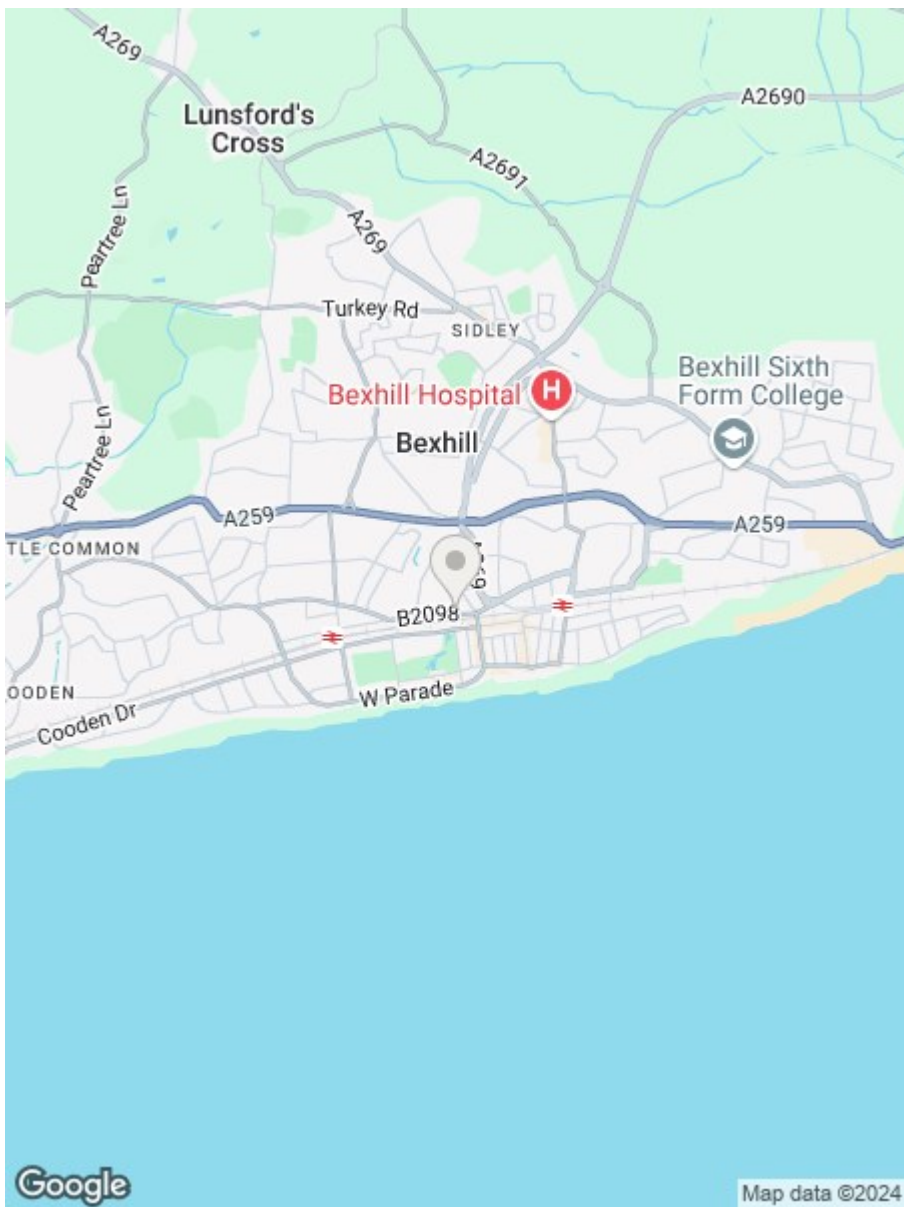 A269
Lunsford's
Cross
A2690
A2691
Peartree Ln
A269
Turkey Rd
SIDLEY
Bexhill Hospital
H
Bexhill Sixth
Form College
Bexhill
Peartree Ln
A259
A259
TLE COMMON
B2098
OODEN
W Parade
Cooden Dr
Google
Map data ©2024